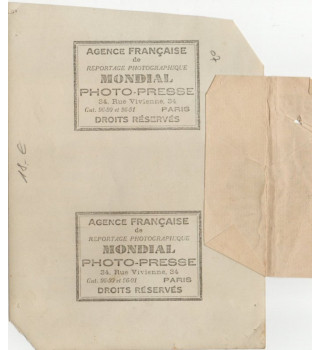 AGENCE FRANÇAISE
de
REPORTAGE PHOTOGRAPHIQUE
MONDIAL
PHOTO-PRESSE
24, Rue Vivienne, 24
PARIS
DROITS RÉSERVÉS
11. E
AGENCE FRANÇAISE
de
REPORTAGE PHOTOGRAPHIQUE
MONDIAL
PHOTO-PRESSE
24, Rue Vivienne, 24
PARIS
DROITS RÉSERVÉS